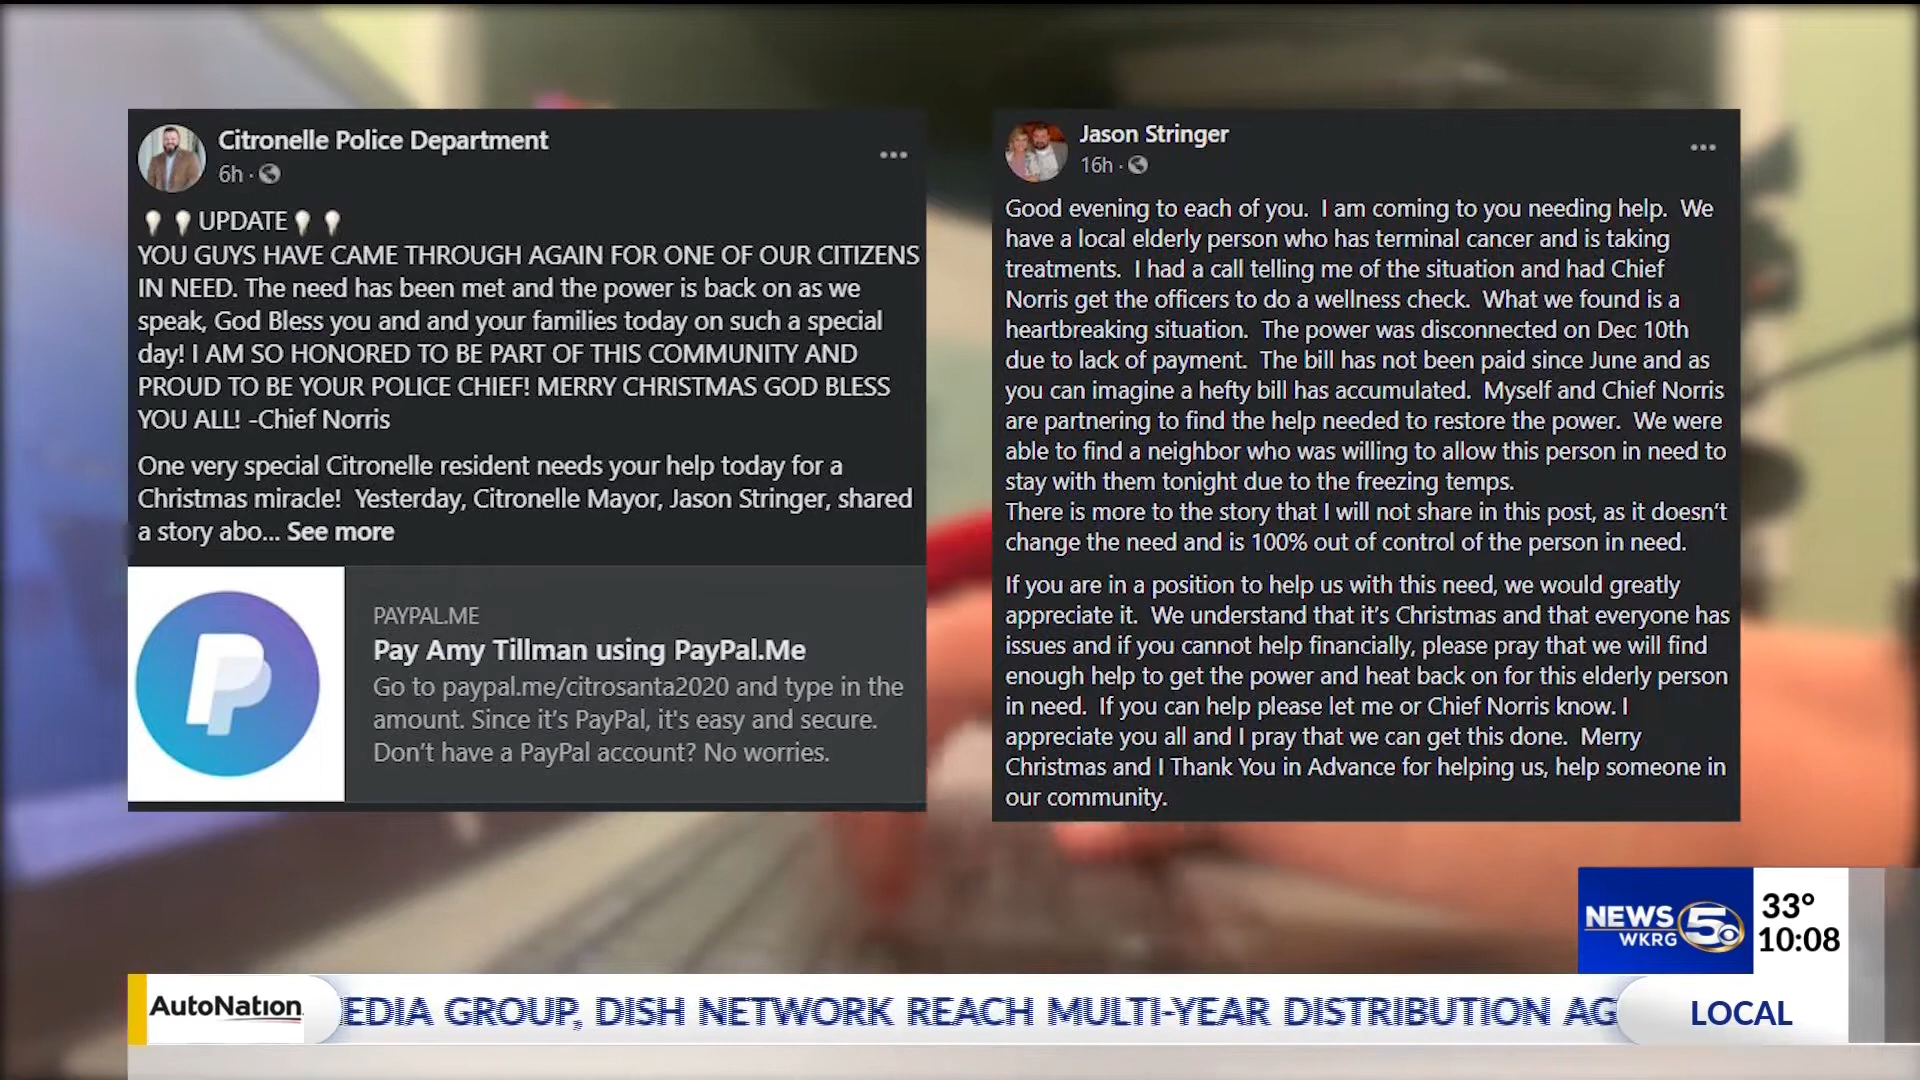 Citronelle Police Department
6h ·
UPDATE
YOU GUYS HAVE CAME THROUGH AGAIN FOR ONE OF OUR CITIZENS
IN NEED. The need has been met and the power is back on as we
speak, God Bless you and and your families today on such a special
day! I AM SO HONORED TO BE PART OF THIS COMMUNITY AND
PROUD TO BE YOUR POLICE CHIEF! MERRY CHRISTMAS GOD BLESS
YOU ALL! -Chief Norris
One very special Citronelle resident needs your help today for a
Christmas miracle! Yesterday, Citronelle Mayor, Jason Stringer, shared
a story abo... See more
PAYPAL.ME
Pay Amy Tillman using PayPal.Me
Go to paypal.me/citrosanta2020 and type in the
amount. Since it's PayPal, it's easy and secure.
Don't have a PayPal account? No worries.
Jason Stringer
16h ·
Good evening to each of you. I am coming to you needing help. We
have a local elderly person who has terminal cancer and is taking
treatments. I had a call telling me of the situation and had Chief
Norris get the officers to do a wellness check. What we found is a
heartbreaking situation. The power was disconnected on Dec 10th
due to lack of payment. The bill has not been paid since June and as
you can imagine a hefty bill has accumulated. Myself and Chief Norris
are partnering to find the help needed to restore the power. We were
able to find a neighbor who was willing to allow this person in need to
stay with them tonight due to the freezing temps.
There is more to the story that I will not share in this post, as it doesn't
change the need and is 100% out of control of the person in need.
If you are in a position to help us with this need, we would greatly
appreciate it. We understand that it's Christmas and that everyone has
issues and if you cannot help financially, please pray that we will find
enough help to get the power and heat back on for this elderly person
in need. If you can help please let me or Chief Norris know. I
appreciate you all and I pray that we can get this done. Merry
Christmas and I Thank You in Advance for helping us, help someone in
our community.
NEWS 5
WKRG
33°
10:08
AutoNation
EDIA GROUP, DISH NETWORK REACH MULTI-YEAR DISTRIBUTION AG
LOCAL